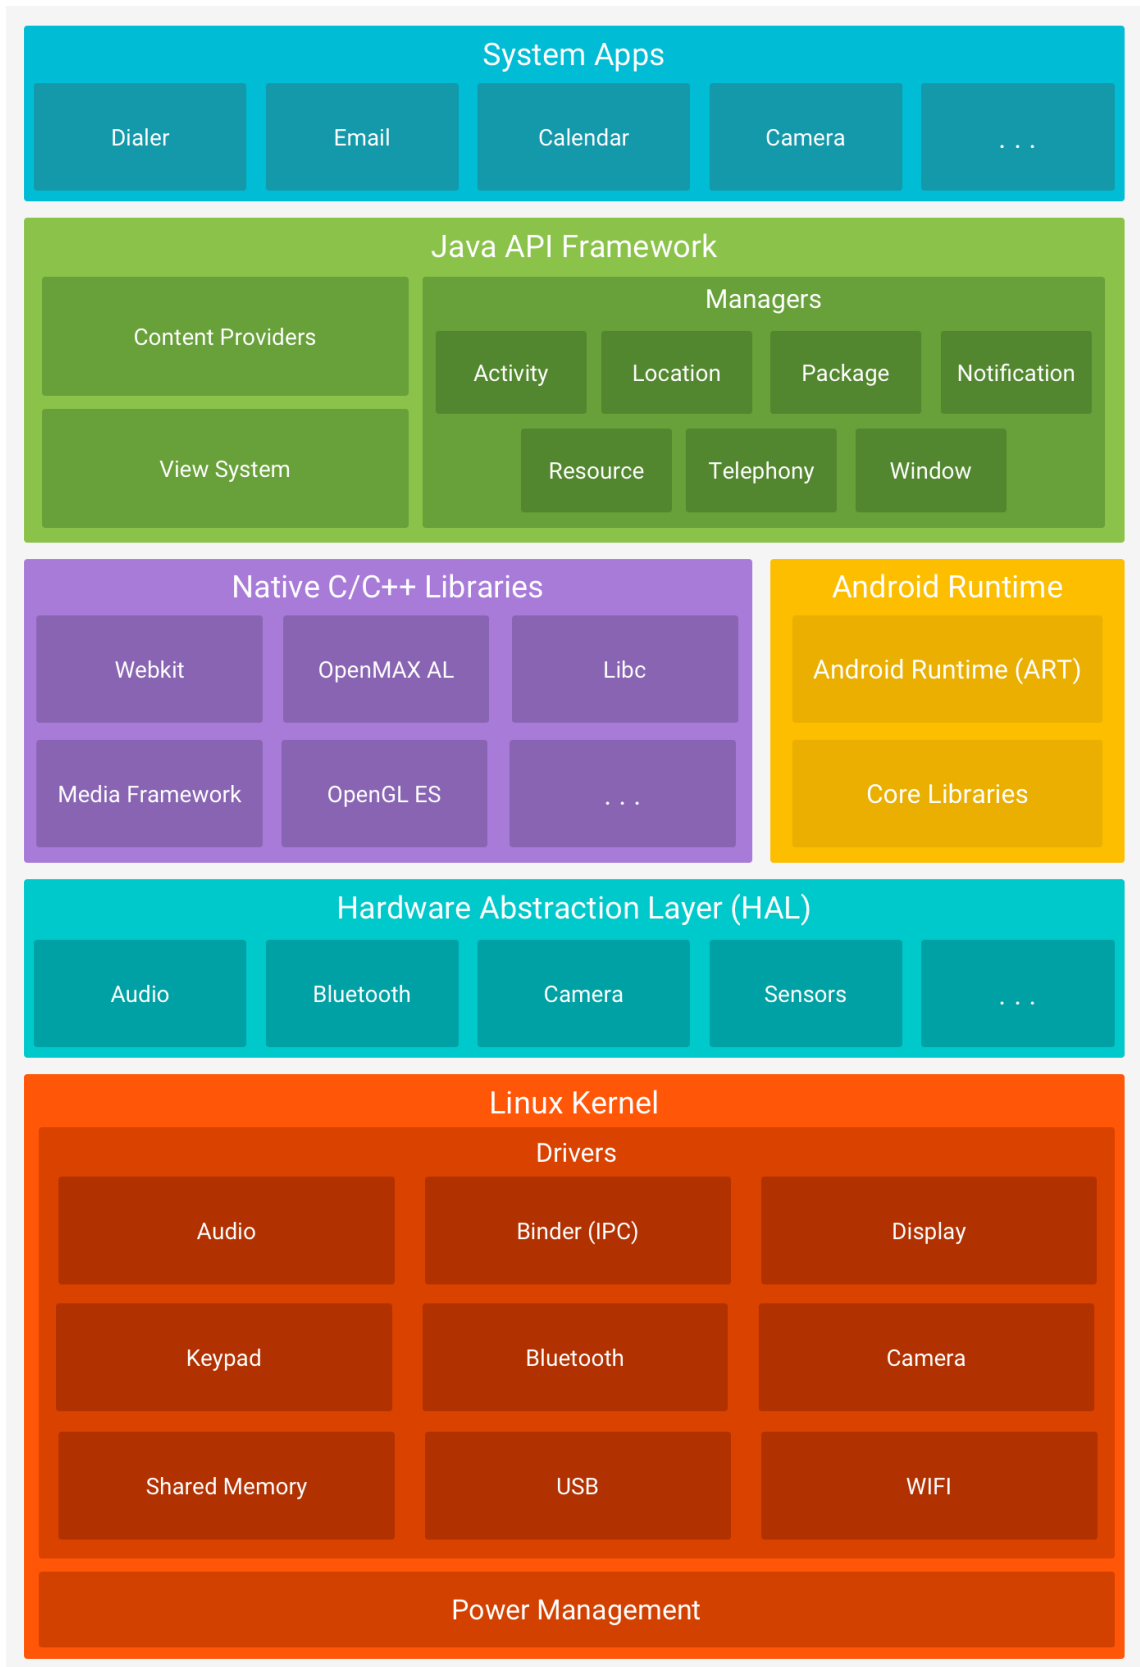 System Apps
Dialer
Email
Calendar
Camera
. . .
Java API Framework
Content Providers
View System
Managers
Activity
Location
Package
Notification
Resource
Telephony
Window
Native C/C++ Libraries
Webkit
OpenMAX AL
Libc
Media Framework
OpenGL ES
. . .
Android Runtime
Android Runtime (ART)
Core Libraries
Hardware Abstraction Layer (HAL)
Audio
Bluetooth
Camera
Sensors
. . .
Linux Kernel
Drivers
Audio
Binder (IPC)
Display
Keypad
Bluetooth
Camera
Shared Memory
USB
WIFI
Power Management